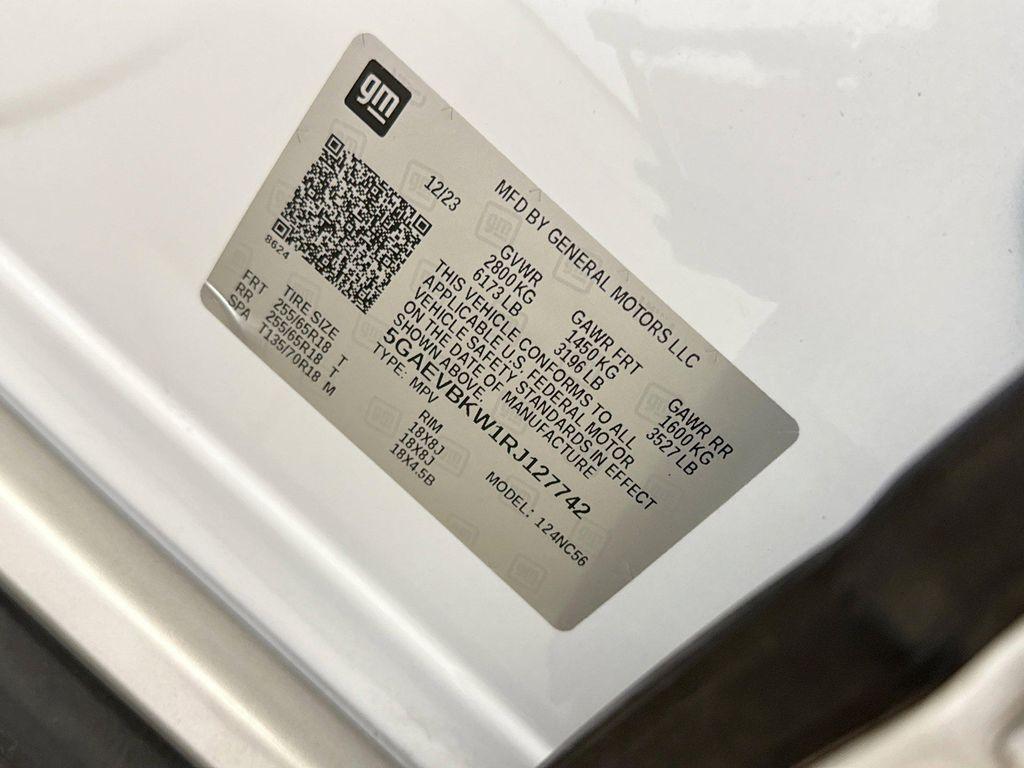 gm
12/23
MFD BY GENERAL MOTORS LLC
GVWR GAWR FRT GAWR RR
2800KG 1450 KG 1600 KG
6173 LB 3196 LB 3527 LB
THIS VEHICLE CONFORMS TO ALL
APPLICABLE U.S. FEDERAL MOTOR
VEHICLE SAFETY STANDARDS IN EFFECT
ON THE DATE OF MANUFACTURE
SHOWN ABOVE.
5GAEVBKW1RJ127742
TYPE: MPV MODEL: 124NC56
8624
TIRE SIZE RIM
FRT 255/65R18 T 18X8J
RR 255/65R18 T 18X8J
SPA T135/70R18 M 18X4.5B